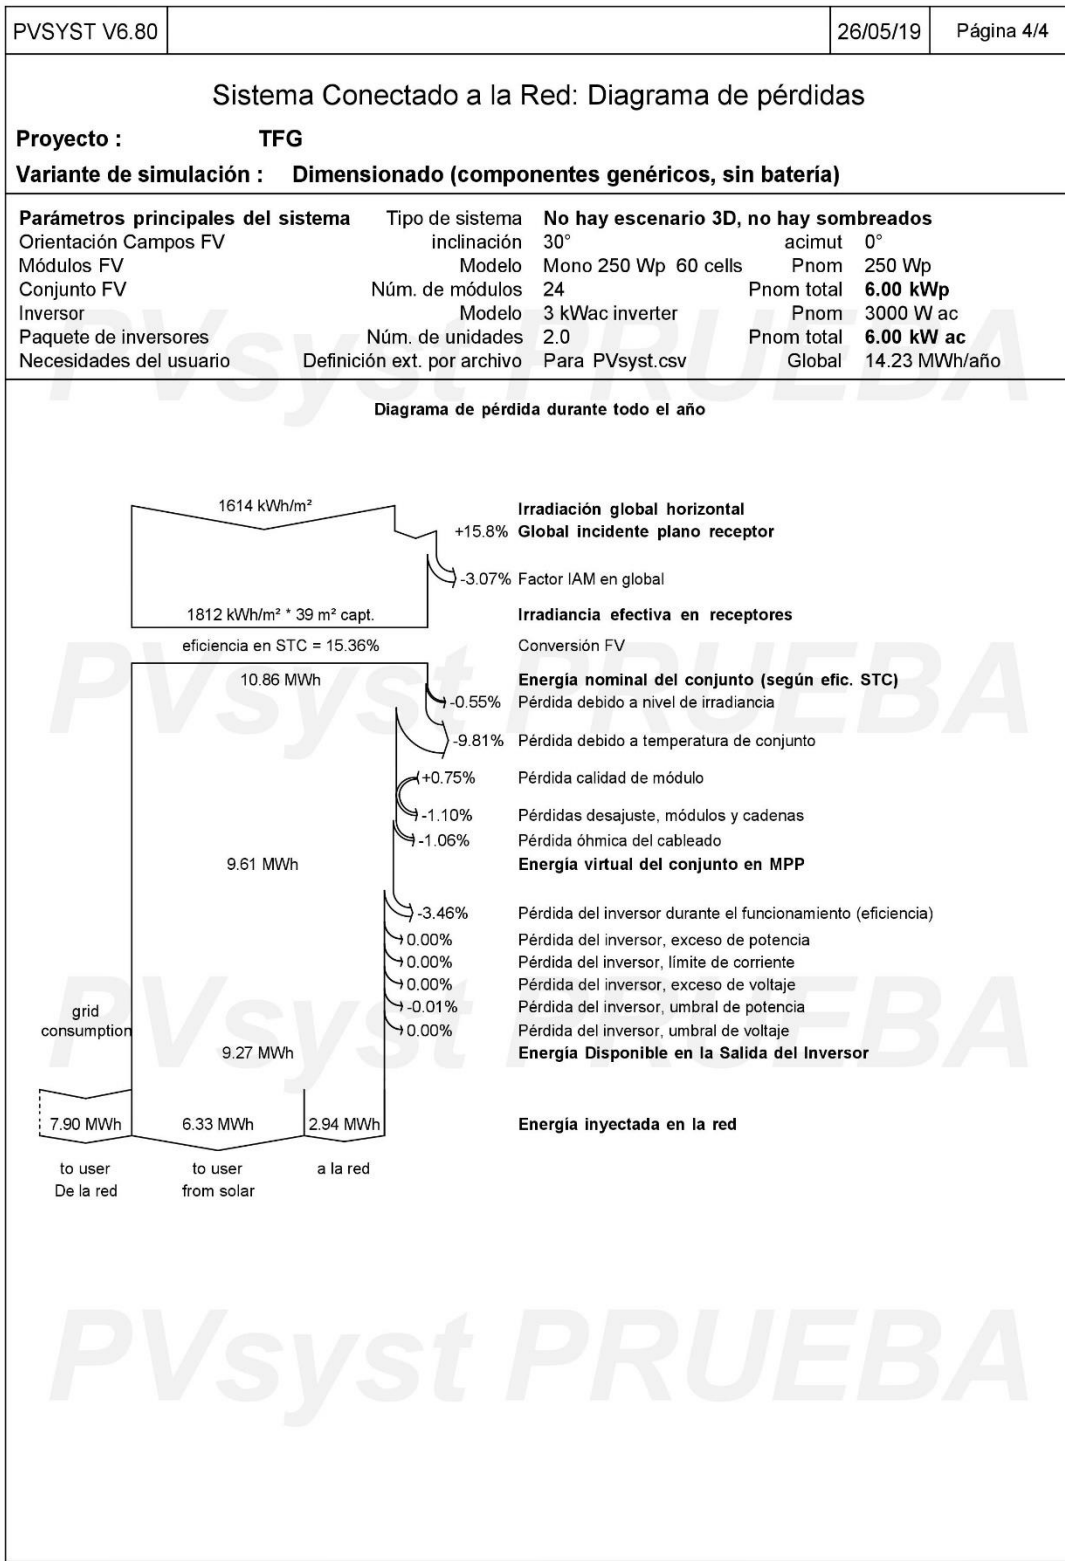 PVSYST V6.80 26/05/19 Página 4/4
Sistema Conectado a la Red: Diagrama de pérdidas
Proyecto : TFG
Variante de simulación : Dimensionado (componentes genéricos, sin batería)
Parámetros principales del sistema Tipo de sistema No hay escenario 3D, no hay sombreados
Orientación Campos FV inclinación 30° acimut 0°
Módulos FV Modelo Mono 250 Wp 60 cells Pnom 250 Wp
Conjunto FV Núm. de módulos 24 Pnom total 6.00 kWp
Inversor Modelo 3 kWac inverter Pnom 3000 W ac
Paquete de inversores Núm. de unidades 2.0 Pnom total 6.00 kW ac
Necesidades del usuario Definición ext. por archivo Para PVsyst.csv Global 14.23 MWh/año
PVsyst PRUEBA
Diagrama de pérdida durante todo el año
1614 kWh/m² Irradiación global horizontal
+15.8% Global incidente plano receptor
-3.07% Factor IAM en global
1812 kWh/m² * 39 m² capt. Irradiancia efectiva en receptores
eficiencia en STC = 15.36% Conversión FV
PVsyst PRUEBA
10.86 MWh Energía nominal del conjunto (según efic. STC)
-0.55% Pérdida debido a nivel de irradiancia
-9.81% Pérdida debido a temperatura de conjunto
+0.75% Pérdida calidad de módulo
-1.10% Pérdidas desajuste, módulos y cadenas
-1.06% Pérdida óhmica del cableado
9.61 MWh Energía virtual del conjunto en MPP
-3.46% Pérdida del inversor durante el funcionamiento (eficiencia)
0.00% Pérdida del inversor, exceso de potencia
0.00% Pérdida del inversor, límite de corriente
0.00% Pérdida del inversor, exceso de voltaje
-0.01% Pérdida del inversor, umbral de potencia
0.00% Pérdida del inversor, umbral de voltaje
grid
consumption
PVsyst PRUEBA
9.27 MWh Energía Disponible en la Salida del Inversor
7.90 MWh 6.33 MWh 2.94 MWh Energía inyectada en la red
to user to user a la red
De la red from solar
PVsyst PRUEBA